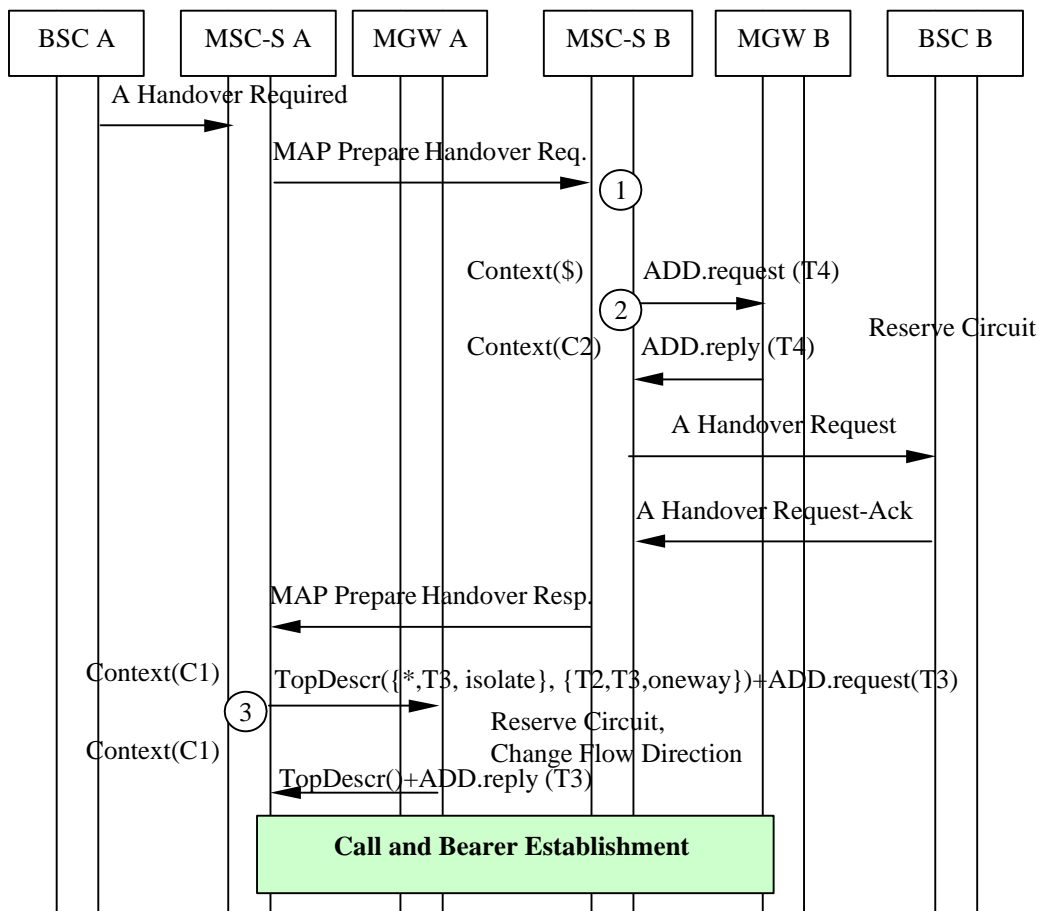 BSC A
MSC-S A
MGW A
MSC-S B
MGW B
BSC B
A Handover Required
MAP Prepare Handover Req.
1
Context($)
ADD.request (T4)
2
Reserve Circuit
Context(C2)
ADD.reply (T4)
A Handover Request
A Handover Request-Ack
MAP Prepare Handover Resp.
Context(C1)
TopDescr({*,T3, isolate}, {T2,T3,oneway})+ADD.request(T3)
3
Reserve Circuit,
Change Flow Direction
Context(C1)
TopDescr()+ADD.reply (T3)
Call and Bearer Establishment